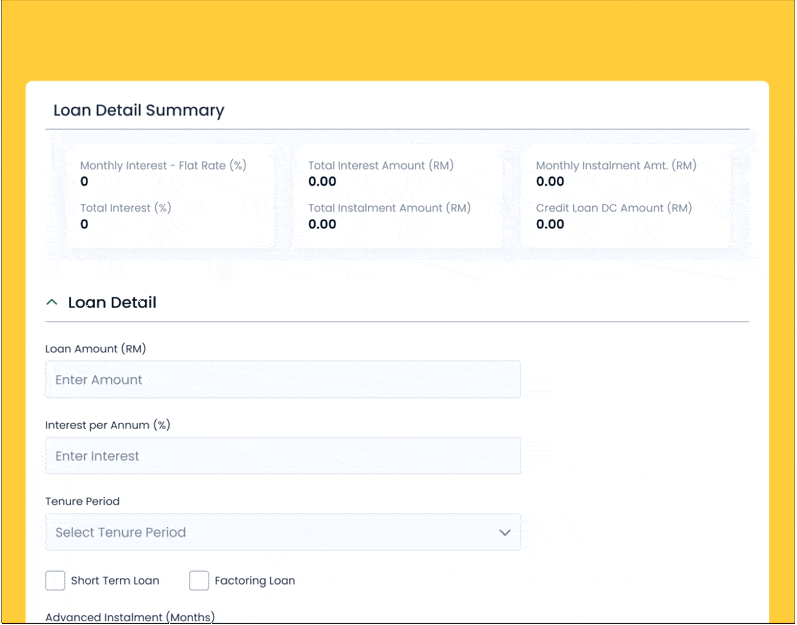 Loan Detail Summary
Monthly Interest - Flat Rate (%)
0
Total Interest (%)
0
Total Interest Amount (RM)
0.00
Total Instalment Amount (RM)
0.00
Monthly Instalment Amt. (RM)
0.00
Credit Loan DC Amount (RM)
0.00
Loan Detail
Loan Amount (RM)
Enter Amount
Interest per Annum (%)
Enter Interest
Tenure Period
Select Tenure Period
Short Term Loan
Factoring Loan
Advanced Instalment (Months)